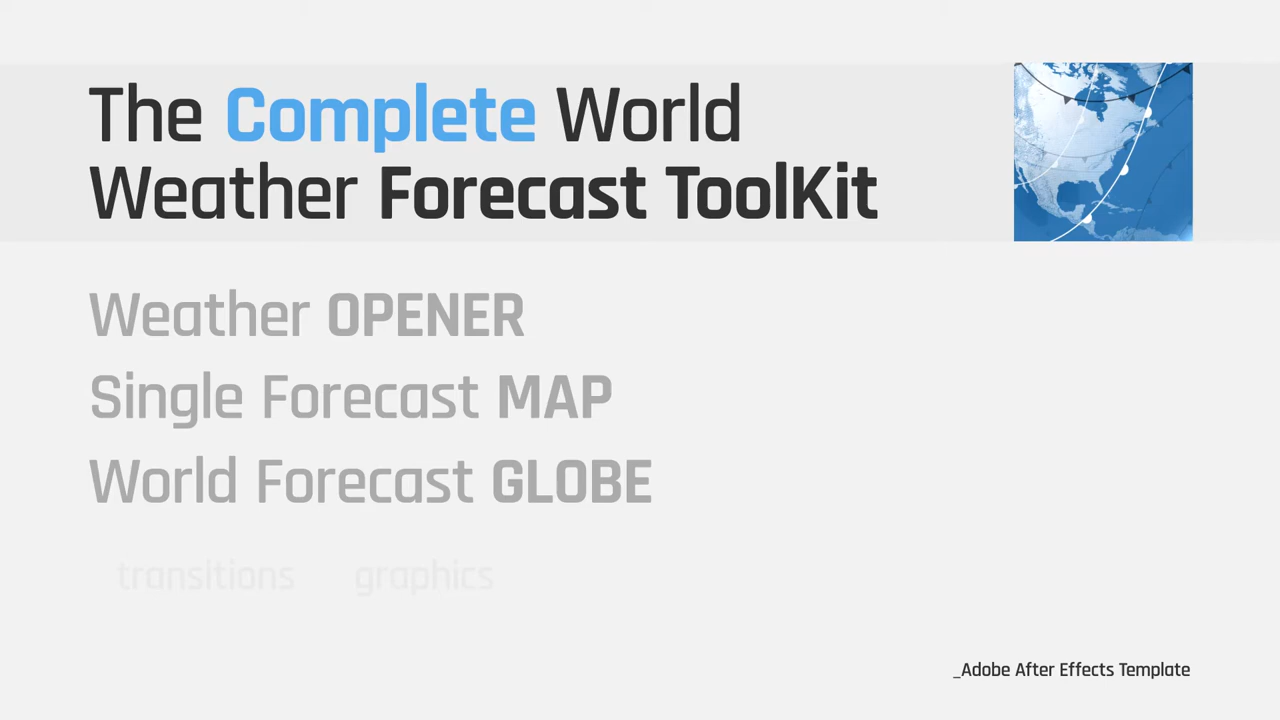 The Complete World
Weather Forecast ToolKit
Weather OPENER
Single Forecast MAP
World Forecast GLOBE
transitions graphics
_Adobe After Effects Template